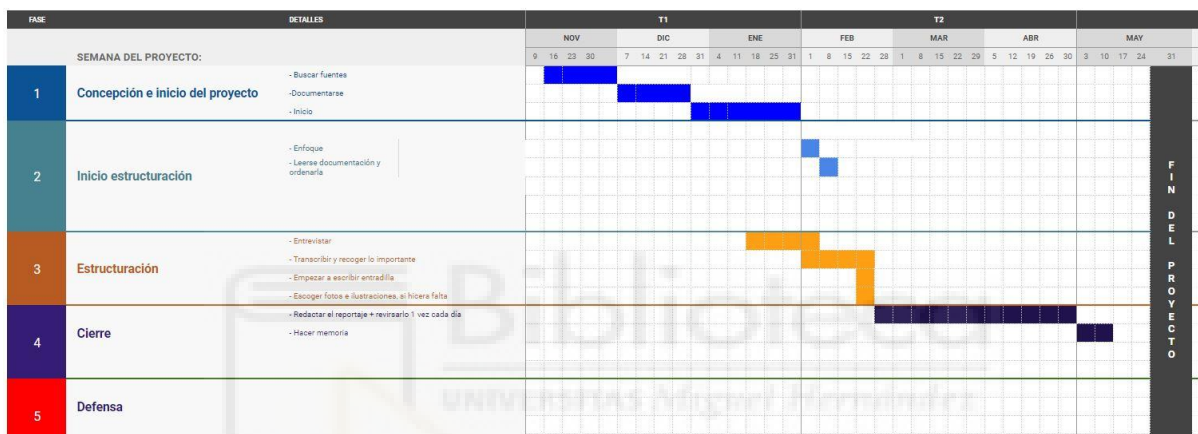 FASE DETALLES T1 T2
NOV DIC ENE FEB MAR ABR MAY
SEMANA DEL PROYECTO: 9 16 23 30 7 14 21 28 31 4 11 18 25 31 1 8 15 22 28 1 8 15 22 29 5 12 19 26 30 3 10 17 24 31
1 Concepción e inicio del proyecto
- Buscar fuentes
-Documentarse
- Inicio
2 Inicio estructuración
- Enfoque
- Leerse documentación y
ordenarla
3 Estructuración
- Entrevistar
- Transcribir y recoger lo importante
- Empezar a escribir entradilla
- Escoger fotos e ilustraciones, si hicera falta
4 Cierre
- Redactar el reportaje + revirsarlo 1 vez cada día
- Hacer memoria
5 Defensa
FIN DEL PROYECTO
Biblioteca
UNIVERSITAS Miguel Hernández